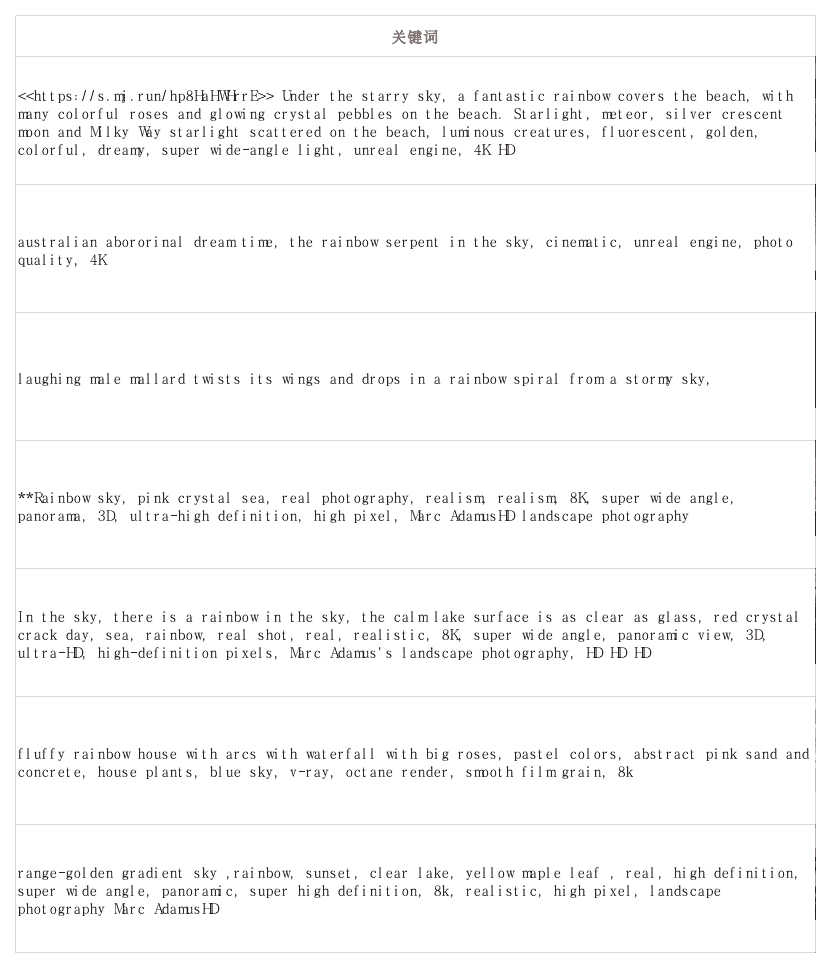 关键词
<<https://s.mj.run/hp8HaHWHrrE>> Under the starry sky, a fantastic rainbow covers the beach, with
many colorful roses and glowing crystal pebbles on the beach. Starlight, meteor, silver crescent
moon and Milky Way starlight scattered on the beach, luminous creatures, fluorescent, golden,
colorful, dreamy, super wide-angle light, unreal engine, 4K HD
australian abororinal dreamtime, the rainbow serpent in the sky, cinematic, unreal engine, photo
quality, 4K
laughing male mallard twists its wings and drops in a rainbow spiral from a stormy sky,
**Rainbow sky, pink crystal sea, real photography, realism, realism, 8K, super wide angle,
panorama, 3D, ultra-high definition, high pixel, Marc AdamusHD landscape photography
In the sky, there is a rainbow in the sky, the calm lake surface is as clear as glass, red crystal
crack day, sea, rainbow, real shot, real, realistic, 8K, super wide angle, panoramic view, 3D,
ultra-HD, high-definition pixels, Marc Adamus's landscape photography, HD HD HD
fluffy rainbow house with arcs with waterfall with big roses, pastel colors, abstract pink sand and
concrete, house plants, blue sky, v-ray, octane render, smooth film grain, 8k
range-golden gradient sky ,rainbow, sunset, clear lake, yellow maple leaf , real, high definition,
super wide angle, panoramic, super high definition, 8k, realistic, high pixel, landscape
photography Marc AdamusHD